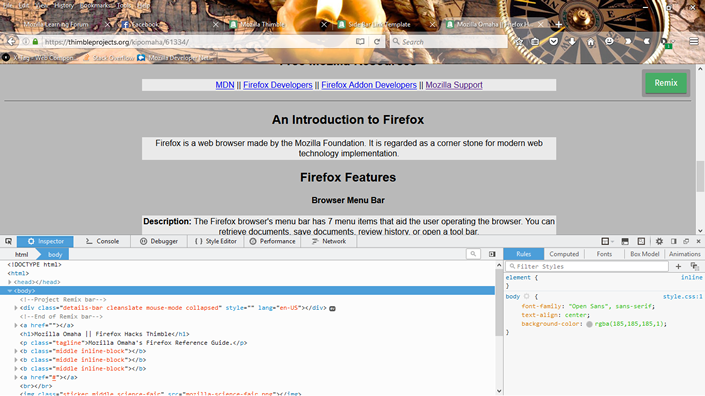 File Edit View History Bookmarks Tools Help
Mozilla Learning Forum
Facebook
Mozilla Thimble
Side Bar Template
Mozilla Omaha || Firefox H
https://thimbleprojects.org/kipomaha/61334/
Search
Stack Overflow
Mozilla Developer Net
MDN || Firefox Developers || Firefox Addon Developers || Mozilla Support
Remix
An Introduction to Firefox
Firefox is a web browser made by the Mozilla Foundation. It is regarded as a corner stone for modern web
technology implementation.
Firefox Features
Browser Menu Bar
Description: The Firefox browser's menu bar has 7 menu items that aid the user operating the browser. You can
retrieve documents, save documents, review history, or open a tool bar.
Inspector Console Debugger Style Editor Performance Network
html body
Rules Computed Fonts Box Model Animations
Filter Styles
<!DOCTYPE html>
<html>
<head></head>
<body>
<!--Project Remix bar-->
<div class="details-bar cleanslate mouse-mode collapsed" style="" lang="en-US"></div> ev
<!--End of Remix bar-->
<a href=""></a>
<h1>Mozilla Omaha || Firefox Hacks Thimble</h1>
<p class="tagline">Mozilla Omaha's Firefox Reference Guide.</p>
<b class="middle inline-block"></b>
<b class="middle inline-block"></b>
<b class="middle inline-block"></b>
<a href="#"></a>
<br></br>
<img class="sticker middle science-fair" src="mozilla-science-fair.png"></img>
element {
inline
}
body {
style.css:1
font-family: "Open Sans", sans-serif;
text-align: center;
background-color: rgba(185,185,185,1);
}